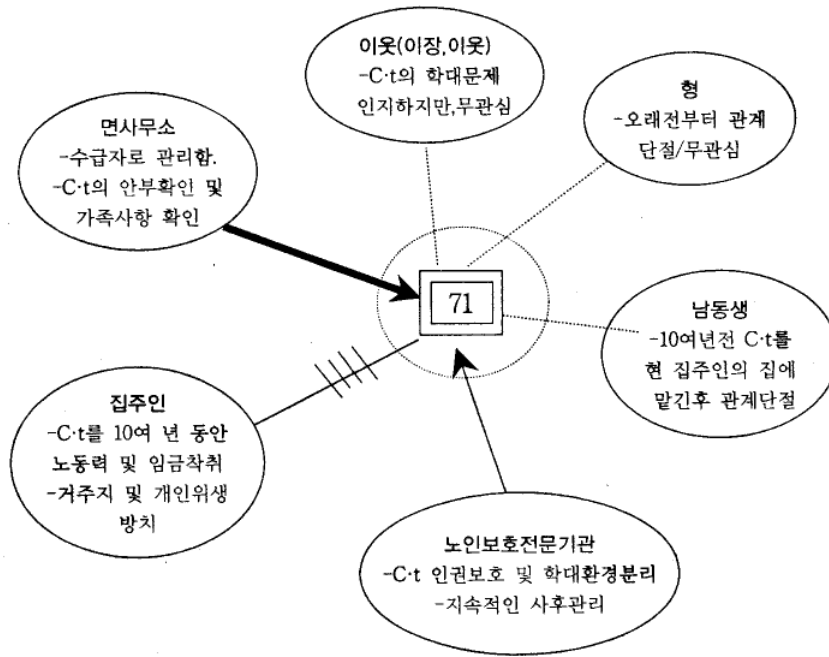 이웃(이장,이웃)
-C·t의 학대문제
인지하지만,무관심
형
-오래전부터 관계
단절/무관심
면사무소
-수급자로 관리함.
-C·t의 안부확인 및
가족사항 확인
71
남동생
-10여년전 C·t를
현 집주인의 집에
맡긴후 관계단절
집주인
-C·t를 10여 년 동안
노동력 및 임금착취
-거주지 및 개인위생
방치
노인보호전문기관
-C·t 인권보호 및 학대환경분리
-지속적인 사후관리